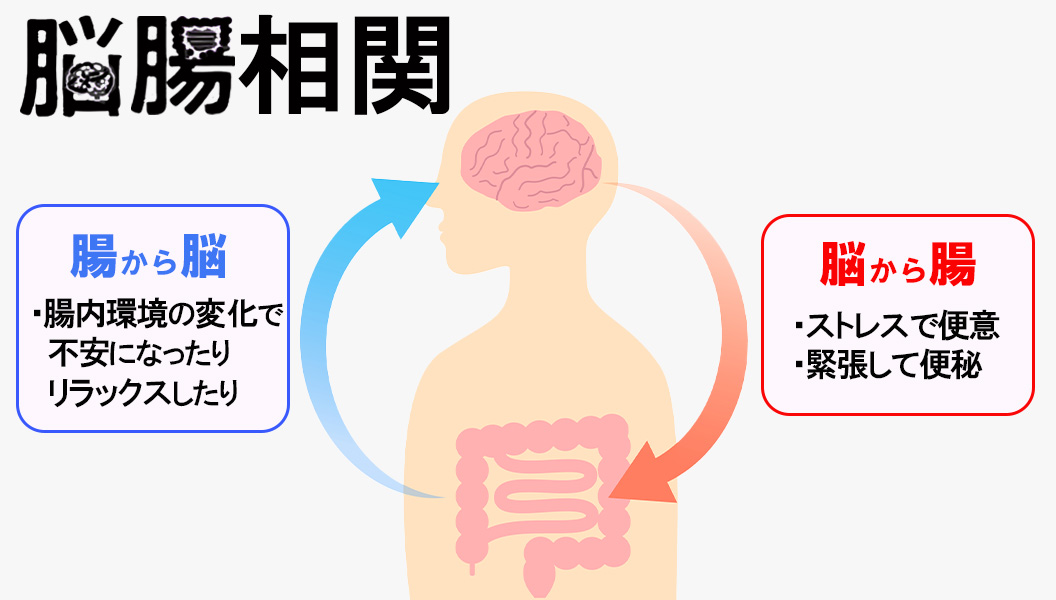 脳腸相関
腸から脳
・腸内環境の変化で
不安になったり
リラックスしたり
脳から腸
・ストレスで便意
・緊張して便秘